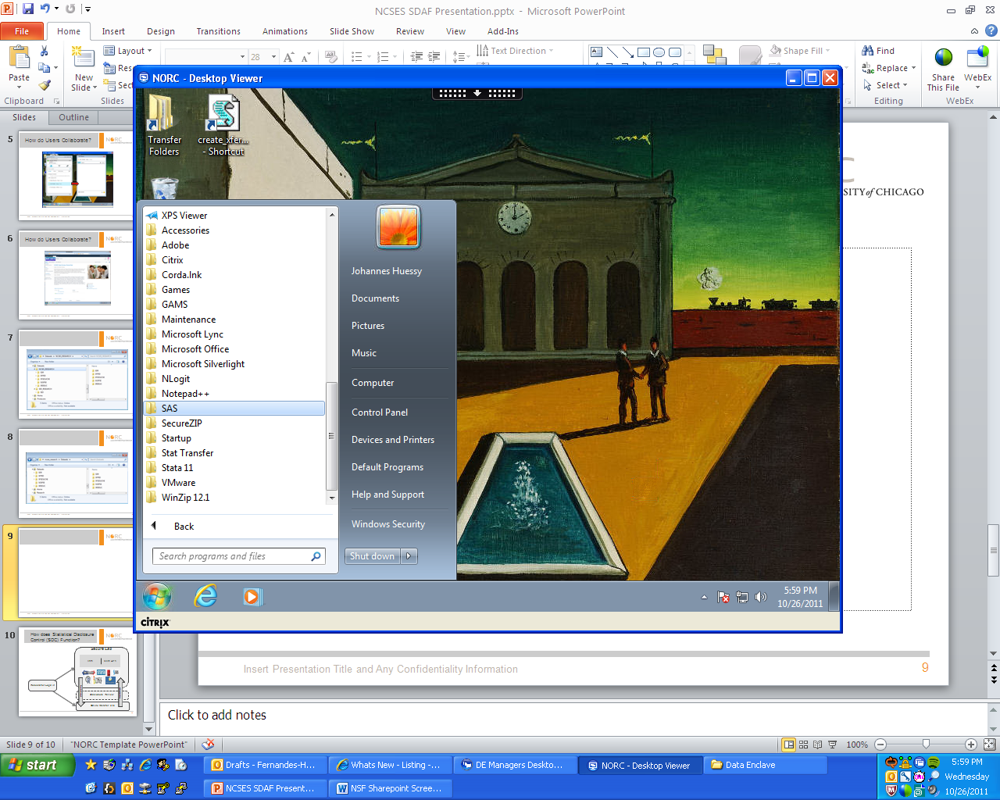 NCSES SDAF Presentation.pptx - Microsoft PowerPoint
File Home Insert Design Transitions Animations Slide Show Review View Add-Ins
Paste
Clipboard
New
Slide
Layout
Res
Sect
Slides
28
Text Direction
Shape Fill
Find
Replace
Select
Editing
Share
This File
WebEx
WebEx
Slides Outline
5
How do Users Collaborate?
6
How do Users Collaborate?
7
8
9
10
How does Statistical Disclosure
Control (SDC) Function?
NORC - Desktop Viewer
Transfer
Folders
create_xfer...
- Shortcut
XPS Viewer
Accessories
Adobe
Citrix
Corda.Ink
Games
GAMS
Maintenance
Microsoft Lync
Microsoft Office
Microsoft Silverlight
NLogit
Notepad++
SAS
SecureZIP
Startup
Stat Transfer
Stata 11
VMware
WinZip 12.1
Back
Search programs and files
Johannes Huessy
Documents
Pictures
Music
Computer
Control Panel
Devices and Printers
Default Programs
Help and Support
Windows Security
Shut down
5:59 PM
10/26/2011
CITRIX
SITY of CHICAGO
Insert Presentation Title and Any Confidentiality Information
9
Click to add notes
Slide 9 of 10
"NORC Template PowerPoint"
100%
start
Drafts - Fernandes-H...
Whats New - Listing -...
DE Managers Deskto...
NORC - Desktop Viewer
Data Enclave
NCSES SDAF Present...
NSF Sharepoint Scree...
5:59 PM
Wednesday
10/26/2011